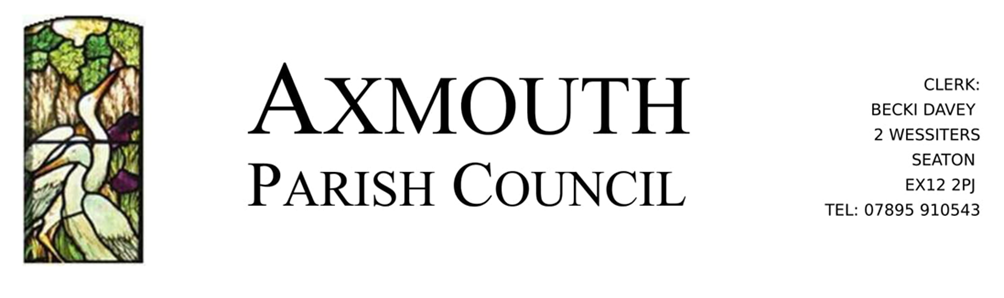 AXMOUTH
PARISH COUNCIL
CLERK:
BECKI DAVEY
2 WESSITERS
SEATON
EX12 2PJ
TEL: 07895 910543